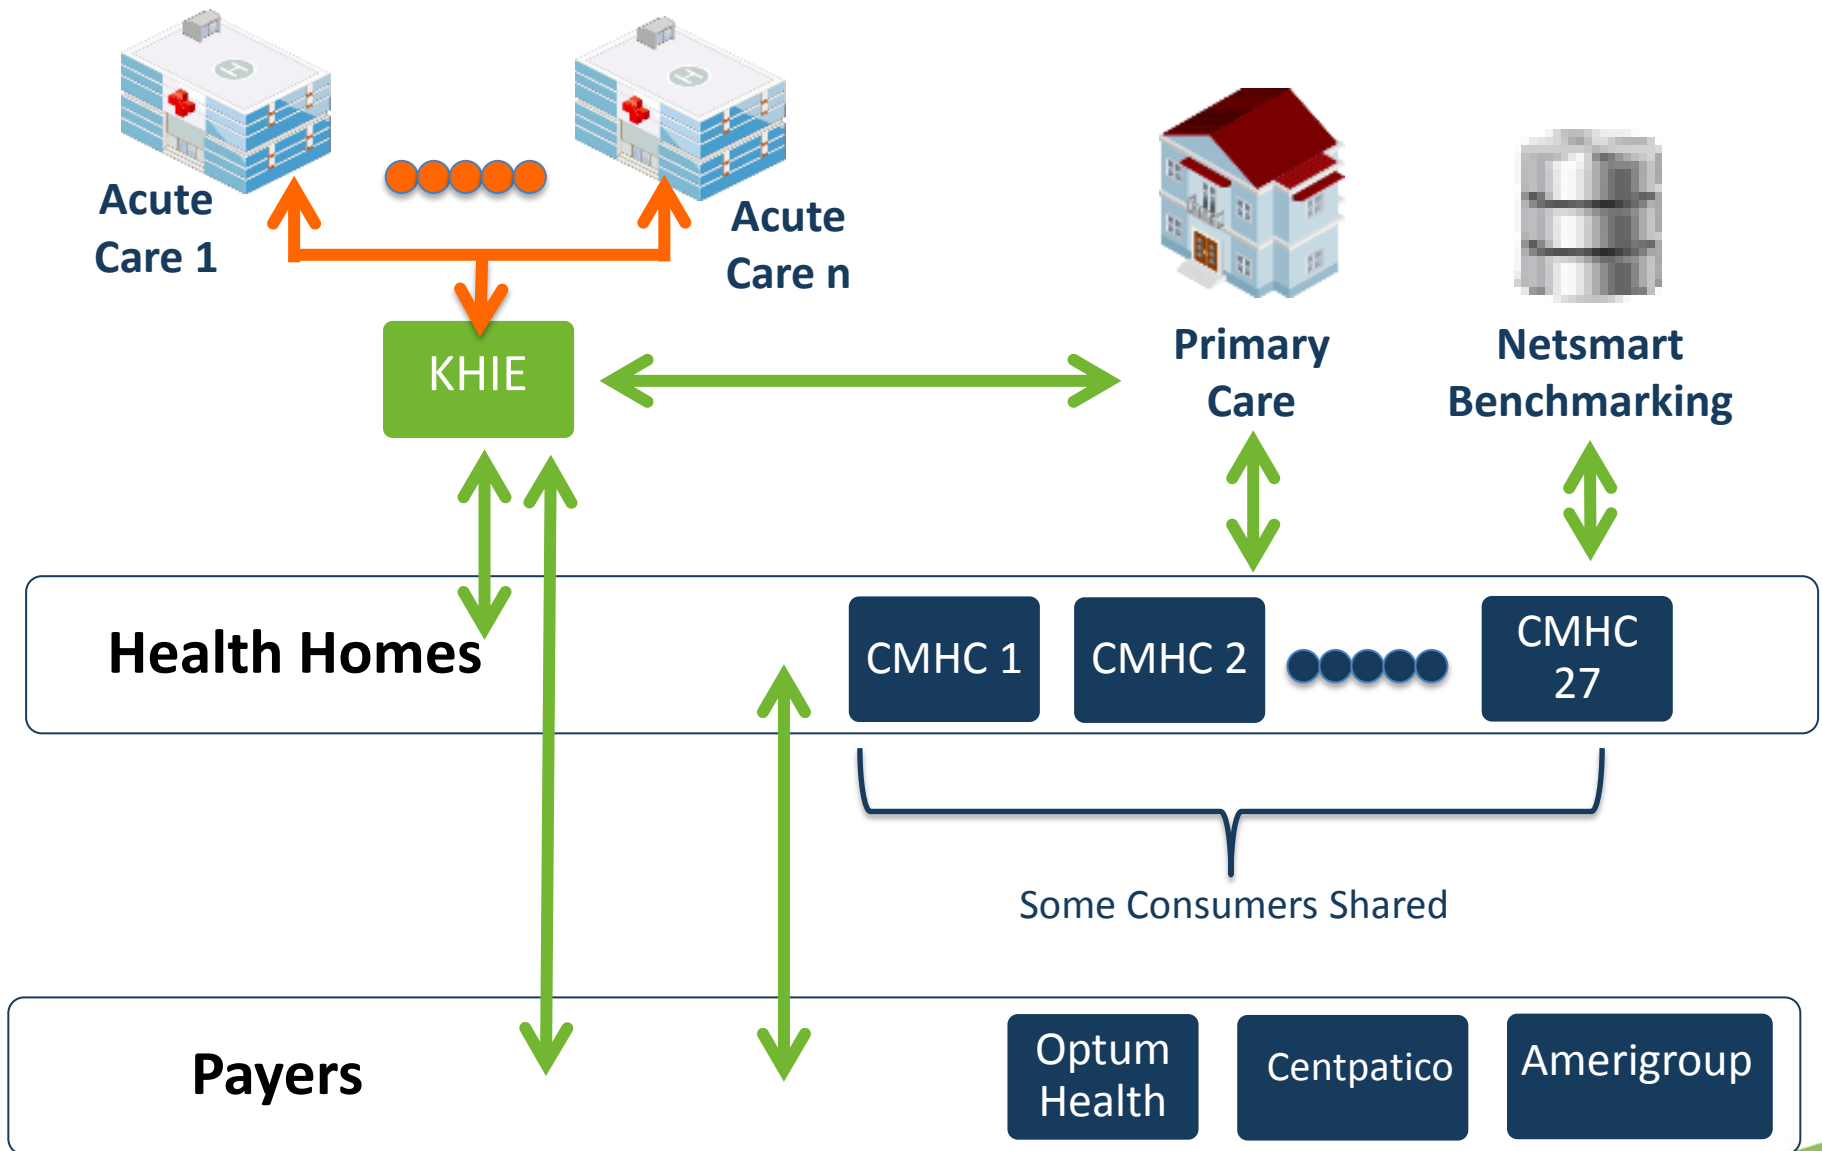 Acute
Care 1
Acute
Care n
KHIE
Primary
Care
Netsmart
Benchmarking
Health Homes
CMHC 1
CMHC 2
CMHC
27
Some Consumers Shared
Payers
Optum
Health
Centpatico
Amerigroup